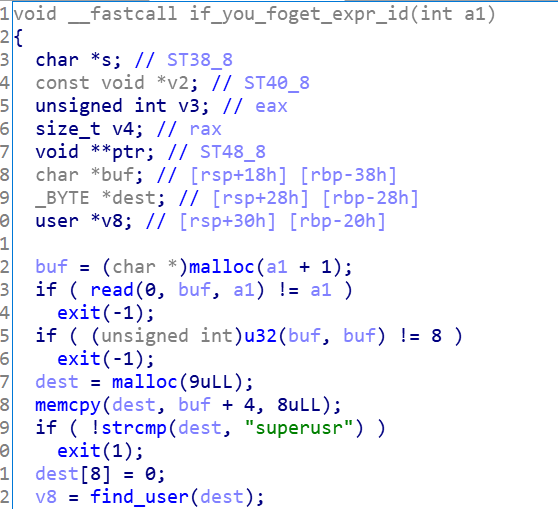 1 void __fastcall if_you_foget_expr_id(int a1)
2 {
3   char *s; // ST38_8
4   const void *v2; // ST40_8
5   unsigned int v3; // eax
6   size_t v4; // rax
7   void **ptr; // ST48_8
8   char *buf; // [rsp+18h] [rbp-38h]
9   _BYTE *dest; // [rsp+28h] [rbp-28h]
0   user *v8; // [rsp+30h] [rbp-20h]
1
2   buf = (char *)malloc(a1 + 1);
3   if ( read(0, buf, a1) != a1 )
4     exit(-1);
5   if ( (unsigned int)u32(buf, buf) != 8 )
6     exit(-1);
7   dest = malloc(9uLL);
8   memcpy(dest, buf + 4, 8uLL);
9   if ( !strcmp(dest, "superusr") )
0     exit(1);
1   dest[8] = 0;
2   v8 = find_user(dest);